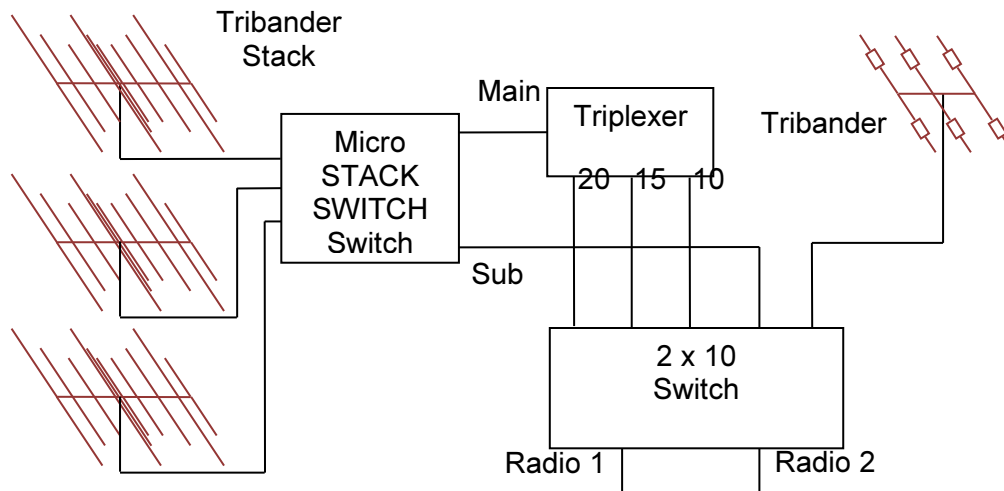 Tribander
Stack
Main
Triplexer
20 15 10
Tribander
Micro
STACK
SWITCH
Switch
Sub
2 x 10
Switch
Radio 1
Radio 2